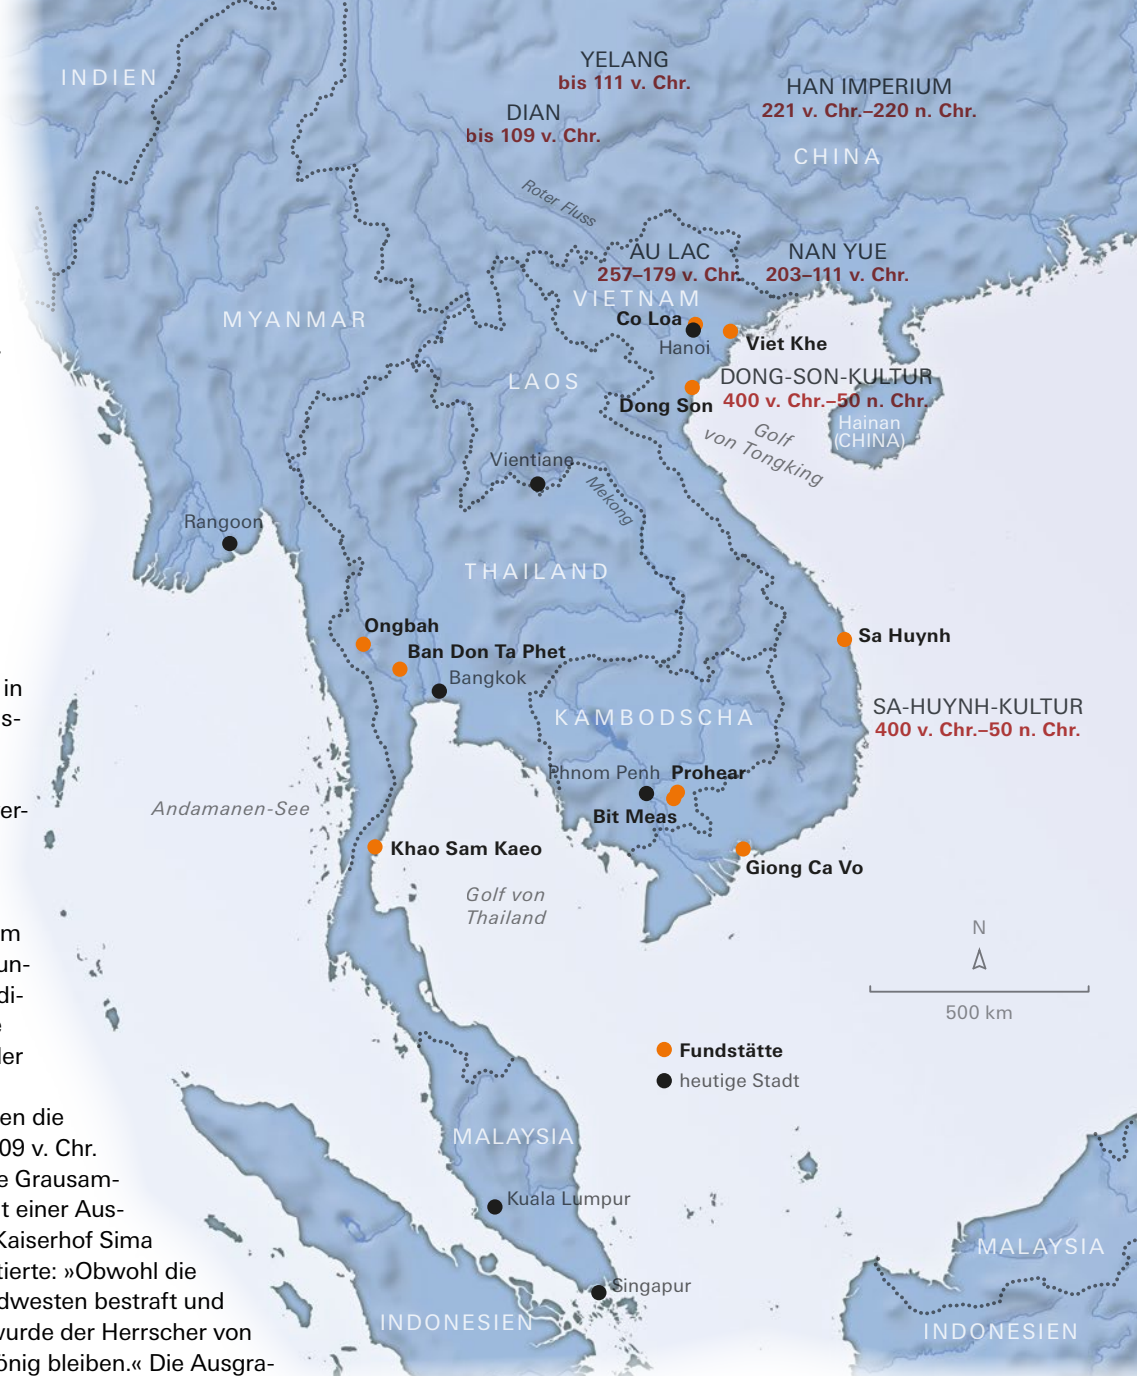 YELANG
bis 111 v. Chr.
INDIEN
HAN IMPERIUM
221 v. Chr.–220 n. Chr.
DIAN
bis 109 v. Chr.
CHINA
Roter Fluss
AU LAC
257–179 v. Chr.
NAN YUE
203–111 v. Chr.
VIETNAM
MYANMAR
Co Loa
Hanoi
Viet Khe
LAOS
DONG-SON-KULTUR
400 v. Chr.–50 n. Chr.
Dong Son
Hainan
(CHINA)
Golf
von Tongking
Vientiane
Mekong
Rangoon
THAILAND
Ongbah
Ban Don Ta Phet
Bangkok
Sa Huynh
SA-HUYNH-KULTUR
400 v. Chr.–50 n. Chr.
KAMBODSCHA
Phnom Penh
Prohear
Bit Meas
Andamanen-See
Khao Sam Kaeo
Giong Ca Vo
Golf von
Thailand
N
500 km
Fundstätte
heutige Stadt
MALAYSIA
Kuala Lumpur
Singapur
INDONESIEN
MALAYSIA
INDONESIEN
in
s-
er-
m
un-
di-
e
der
en die
09 v. Chr.
e Grausam-
t einer Aus-
Kaiserhof Sima
tierte: »Obwohl die
dwesten bestraft und
wurde der Herrscher von
önig bleiben.« Die Ausgra-